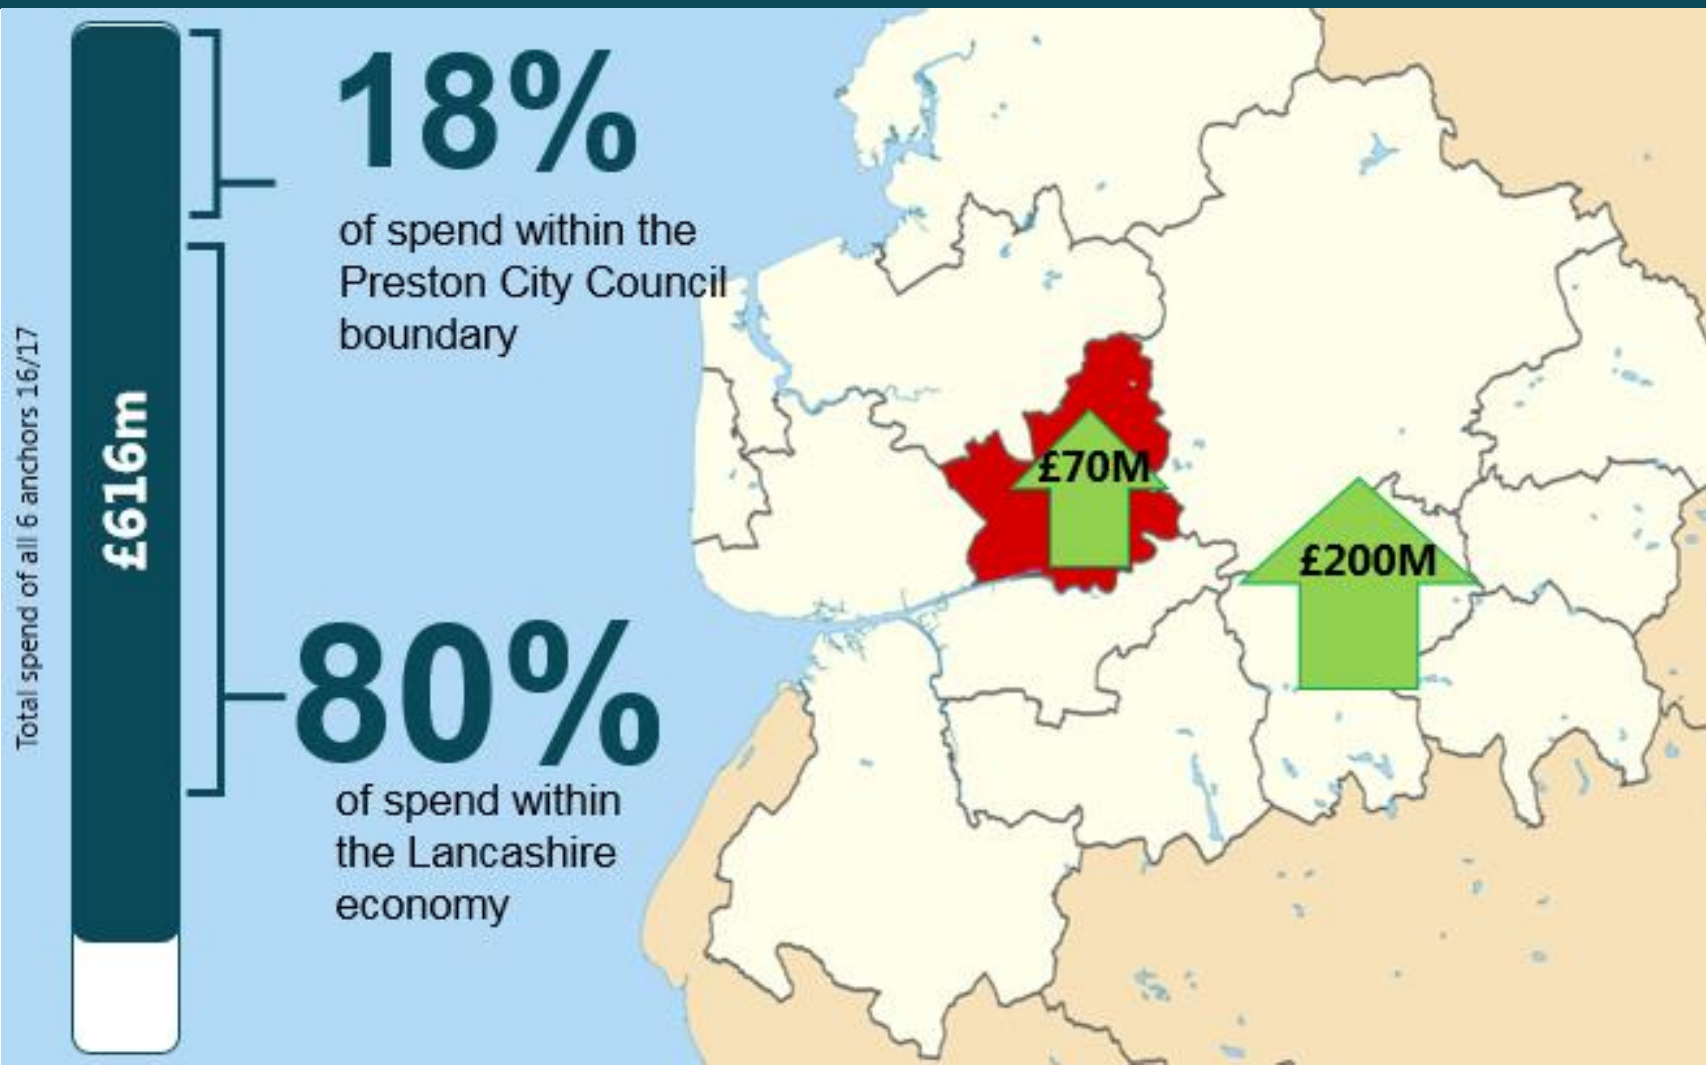 Total spend of all 6 anchors 16/17
£616m
18%
of spend within the
Preston City Council
boundary
80%
of spend within
the Lancashire
economy
£70M
£200M